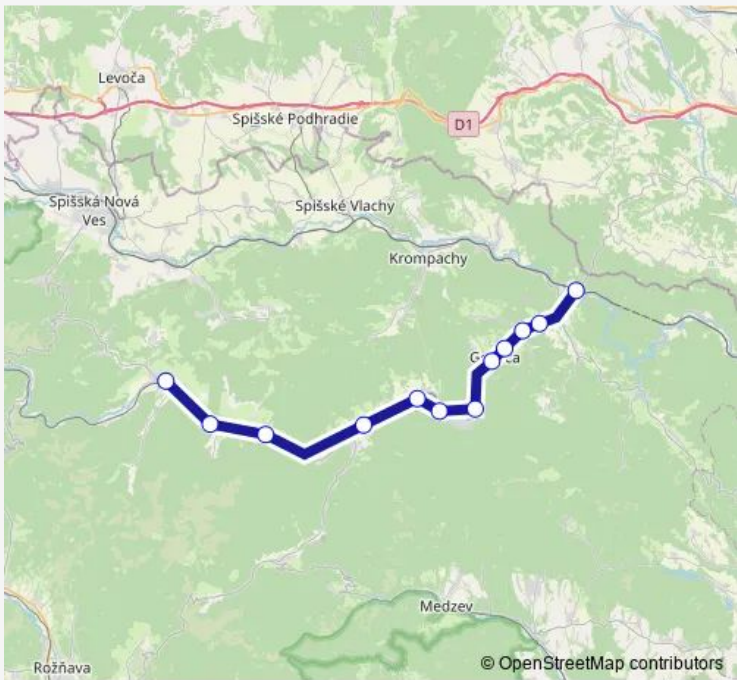 Levoča
Spišské Podhradie
D1
Spišská Nová
Ves
Spišské Vlachy
Krompachy
Medzev
Rožňava
© OpenStreetMap contributors